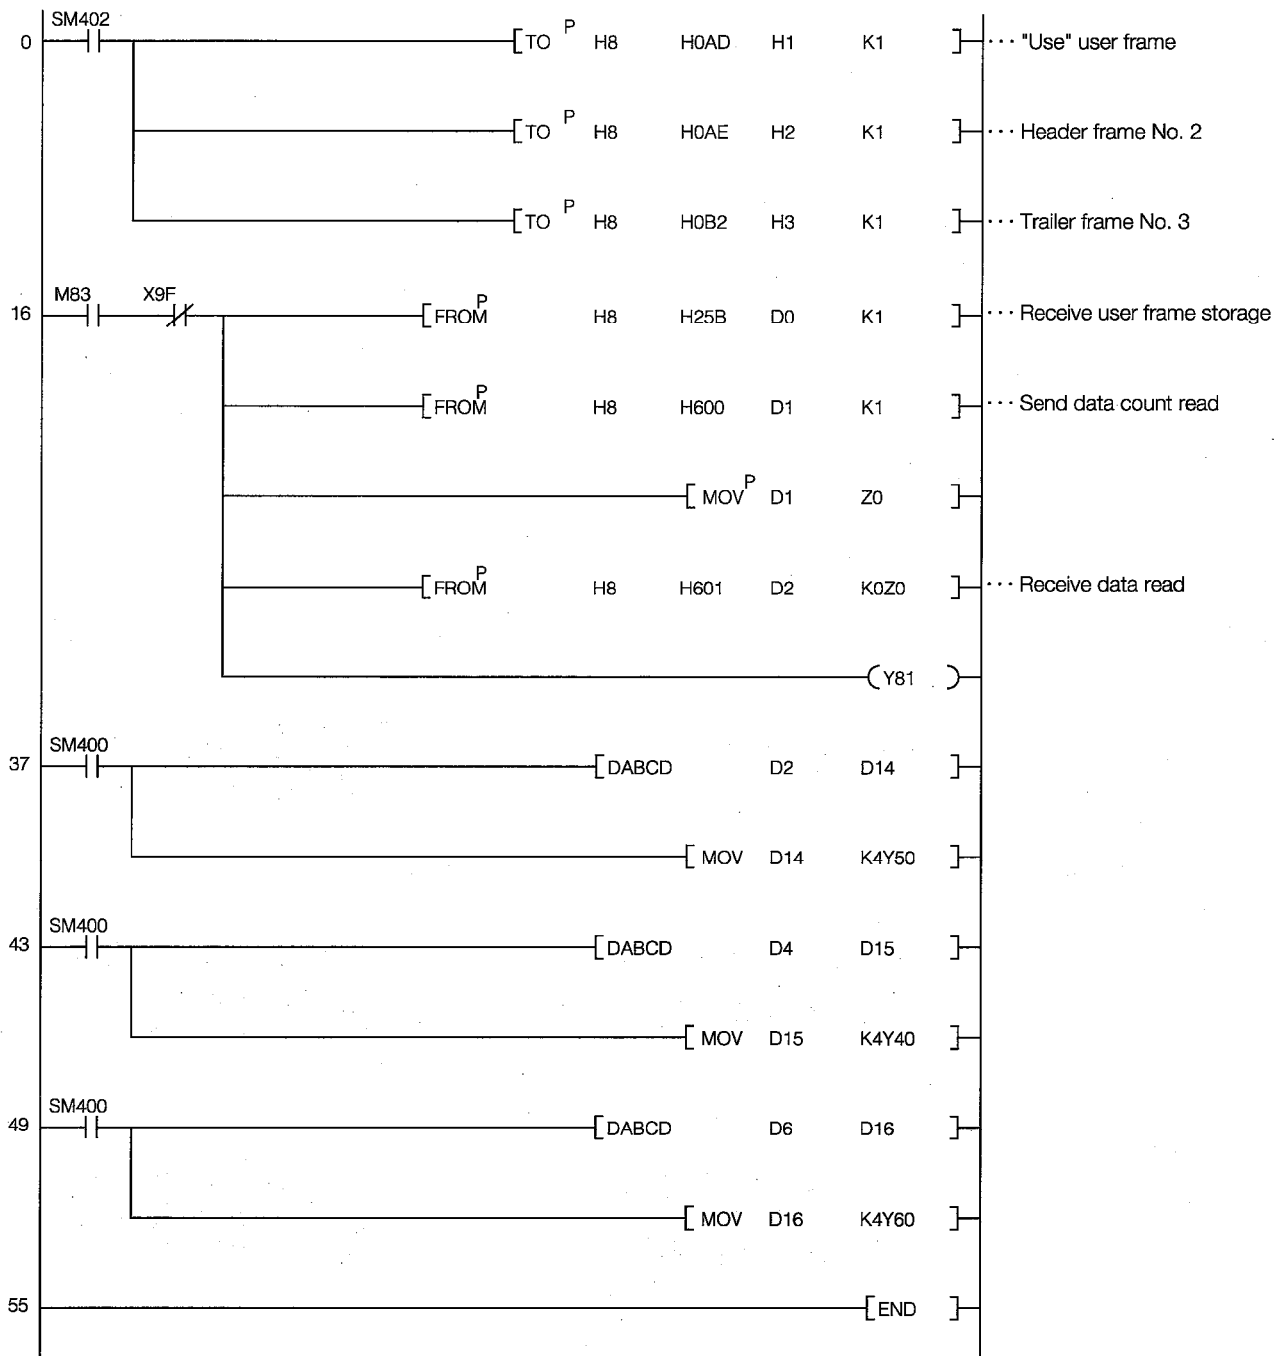 SM402
0 [TO P H8 H0AD H1 K1 ] ··· "Use" user frame
[TO P H8 H0AE H2 K1 ] ··· Header frame No. 2
[TO P H8 H0B2 H3 K1 ] ··· Trailer frame No. 3
M83 X9F
16 [FROM P H8 H25B D0 K1 ] ··· Receive user frame storage
[FROM P H8 H600 D1 K1 ] ··· Send data count read
[ MOV P D1 Z0 ]
[FROM P H8 H601 D2 K0Z0 ] ··· Receive data read
( Y81 )
SM400
37 [DABCD D2 D14 ]
[ MOV D14 K4Y50 ]
SM400
43 [DABCD D4 D15 ]
[ MOV D15 K4Y40 ]
SM400
49 [DABCD D6 D16 ]
[ MOV D16 K4Y60 ]
55 [END ]